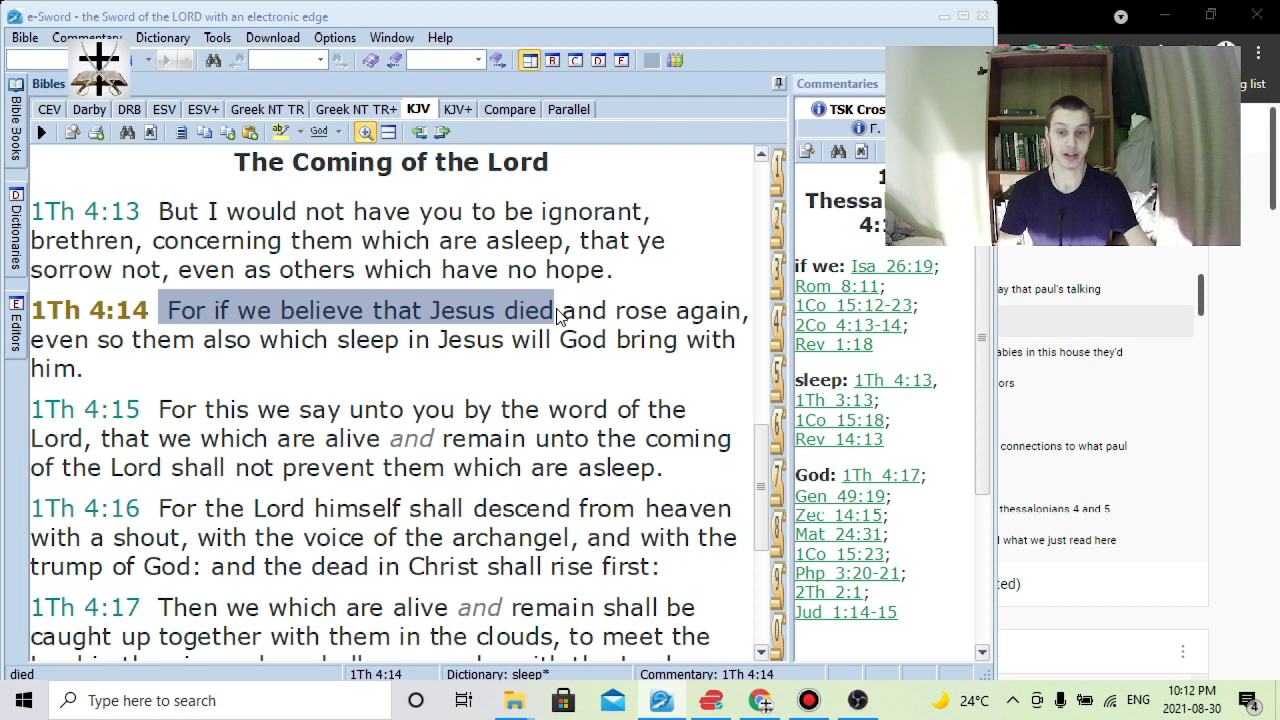 e-Sword - the Sword of the LORD with an electronic edge
Bible Commentary Dictionary Tools Download Options Window Help
Bibles
CEV Darby DRB ESV ESV+ Greek NT TR Greek NT TR+ KJV KJV+ Compare Parallel
Bible Books
Dictionaries
Editors
The Coming of the Lord
1Th 4:13 But I would not have you to be ignorant,
brethren, concerning them which are asleep, that ye
sorrow not, even as others which have no hope.
1Th 4:14 For if we believe that Jesus died and rose again,
even so them also which sleep in Jesus will God bring with
him.
1Th 4:15 For this we say unto you by the word of the
Lord, that we which are alive and remain unto the coming
of the Lord shall not prevent them which are asleep.
1Th 4:16 For the Lord himself shall descend from heaven
with a shout, with the voice of the archangel, and with the
trump of God: and the dead in Christ shall rise first:
1Th 4:17 Then we which are alive and remain shall be
caught up together with them in the clouds, to meet the
Commentaries
TSK Cros
Г.
1
Thessa
4:
if we: Isa 26:19;
Rom 8:11;
1Co 15:12-23;
2Co 4:13-14;
Rev 1:18
sleep: 1Th 4:13,
1Th 3:13;
1Co 15:18;
Rev 14:13
God: 1Th 4:17;
Gen 49:19;
Zec 14:15;
Mat 24:31;
1Co 15:23;
Php 3:20-21;
2Th 2:1;
Jud 1:14-15
g list
ay that paul's talking
abies in this house they'd
ors
connections to what paul
thessalonians 4 and 5
d what we just read here
ted)
died 1Th 4:14 Dictionary: sleep* Commentary: 1Th 4:14
Type here to search
24°C
ENG
10:12 PM
2021-08-30
4